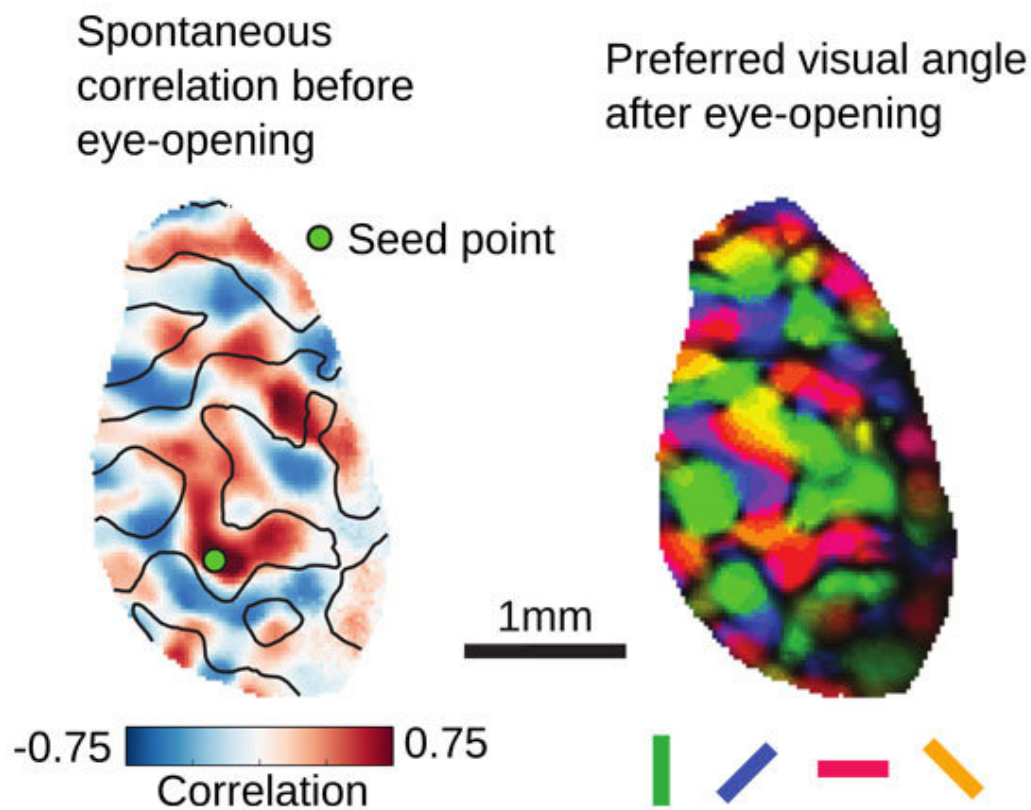 Spontaneous
correlation before
eye-opening
Preferred visual angle
after eye-opening
Seed point
1mm
-0.75
0.75
Correlation